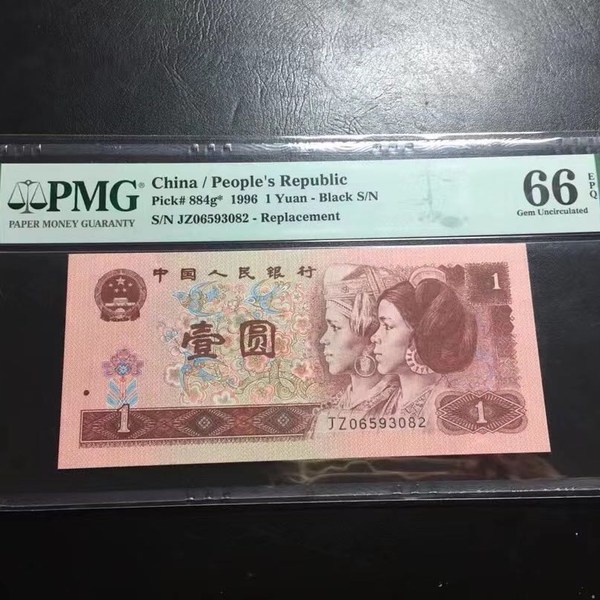 PMG
PAPER MONEY GUARANTY
China / People's Republic
Pick# 884g* 1996 1 Yuan - Black S/N
S/N JZ06593082 - Replacement
66 EPQ
Gem Uncirculated
中国人民银行
1
壹圆
1
JZ06593082
1